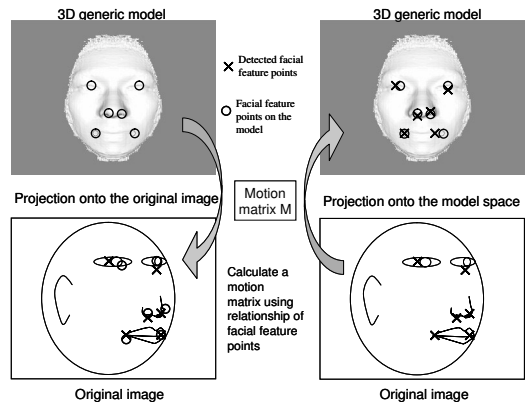 3D generic model
3D generic model
Detected facial
feature points
Facial feature
points on the
model
Projection onto the original image
Motion
matrix M
Projection onto the model space
Calculate a
motion
matrix using
relationship of
facial feature
points
Original image
Original image